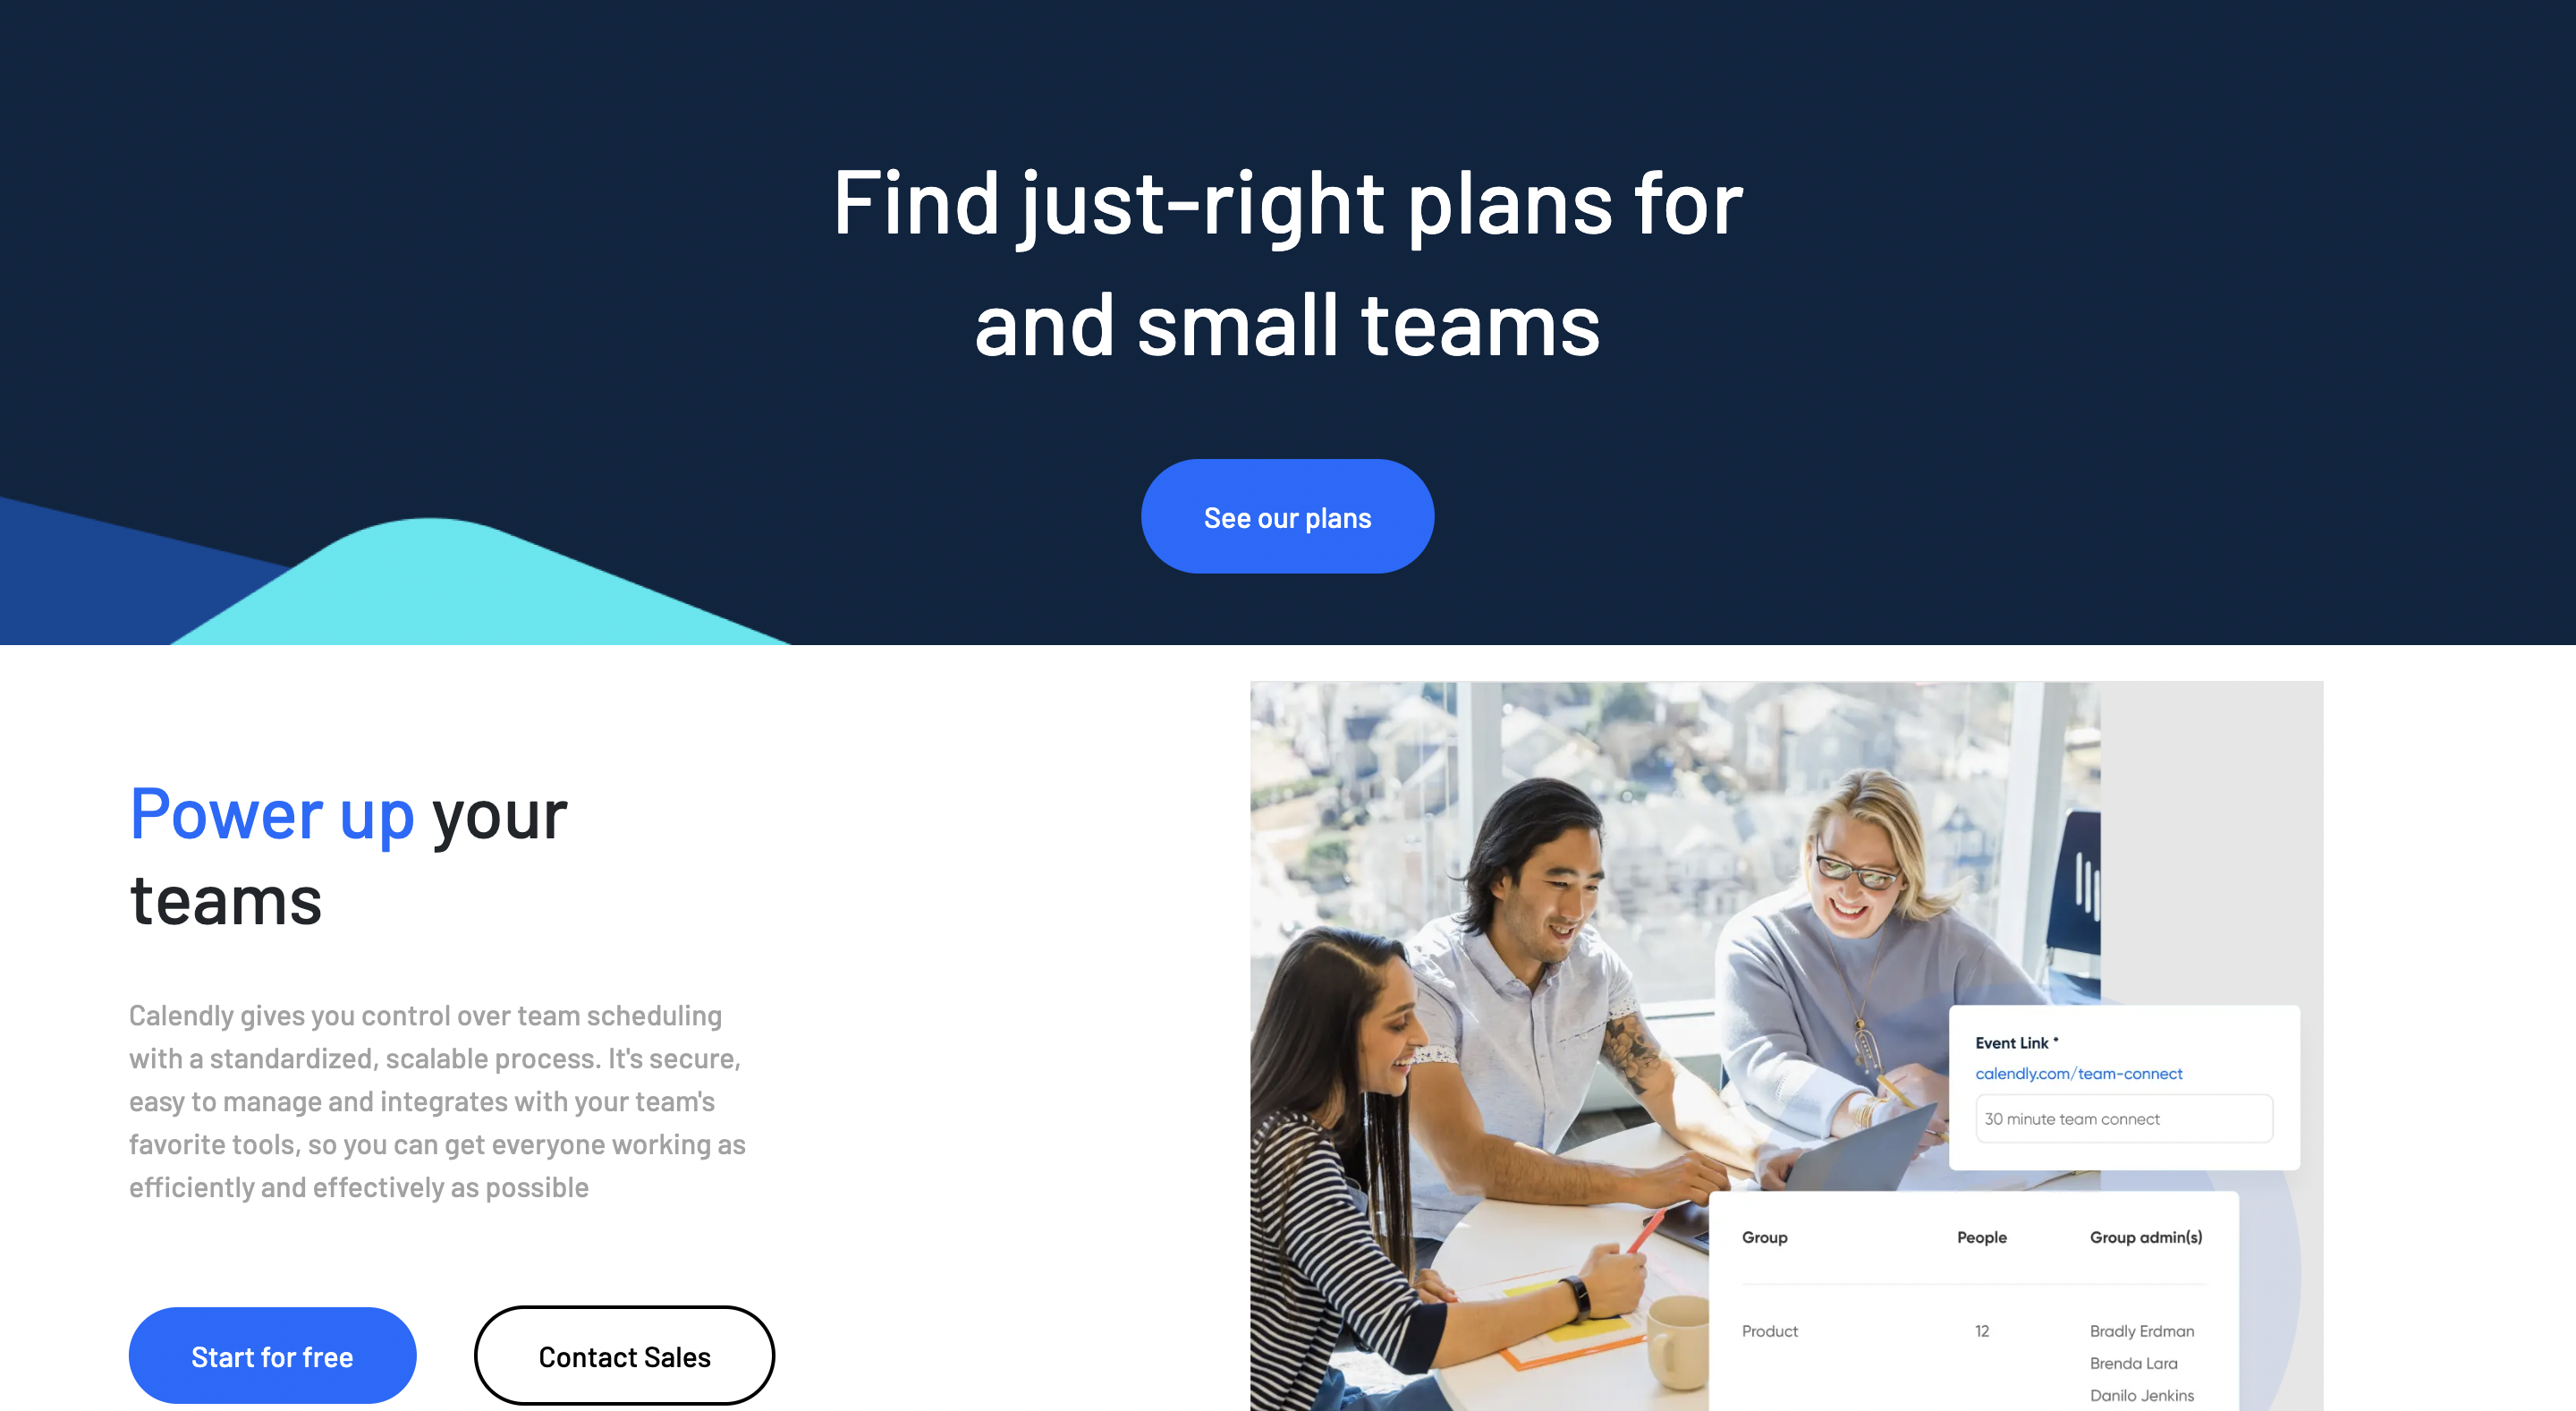 Find just-right plans for
and small teams
See our plans
Power up your
teams
Calendly gives you control over team scheduling
with a standardized, scalable process. It's secure,
easy to manage and integrates with your team's
favorite tools, so you can get everyone working as
efficiently and effectively as possible
Start for free
Contact Sales
Event Link *
calendly.com/team-connect
30 minute team connect
Group People Group admin(s)
Product 12 Bradly Erdman
Brenda Lara
Danilo Jenkins